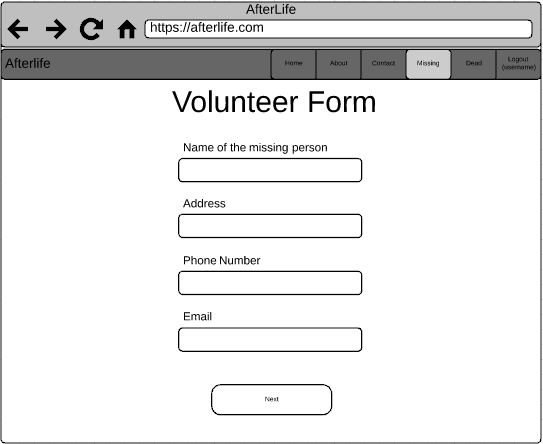 AfterLife
https://afterlife.com
Afterlife
Home
About
Contact
Missing
Dead
Logout
(username)
Volunteer Form
Name of the missing person
Address
Phone Number
Email
Next